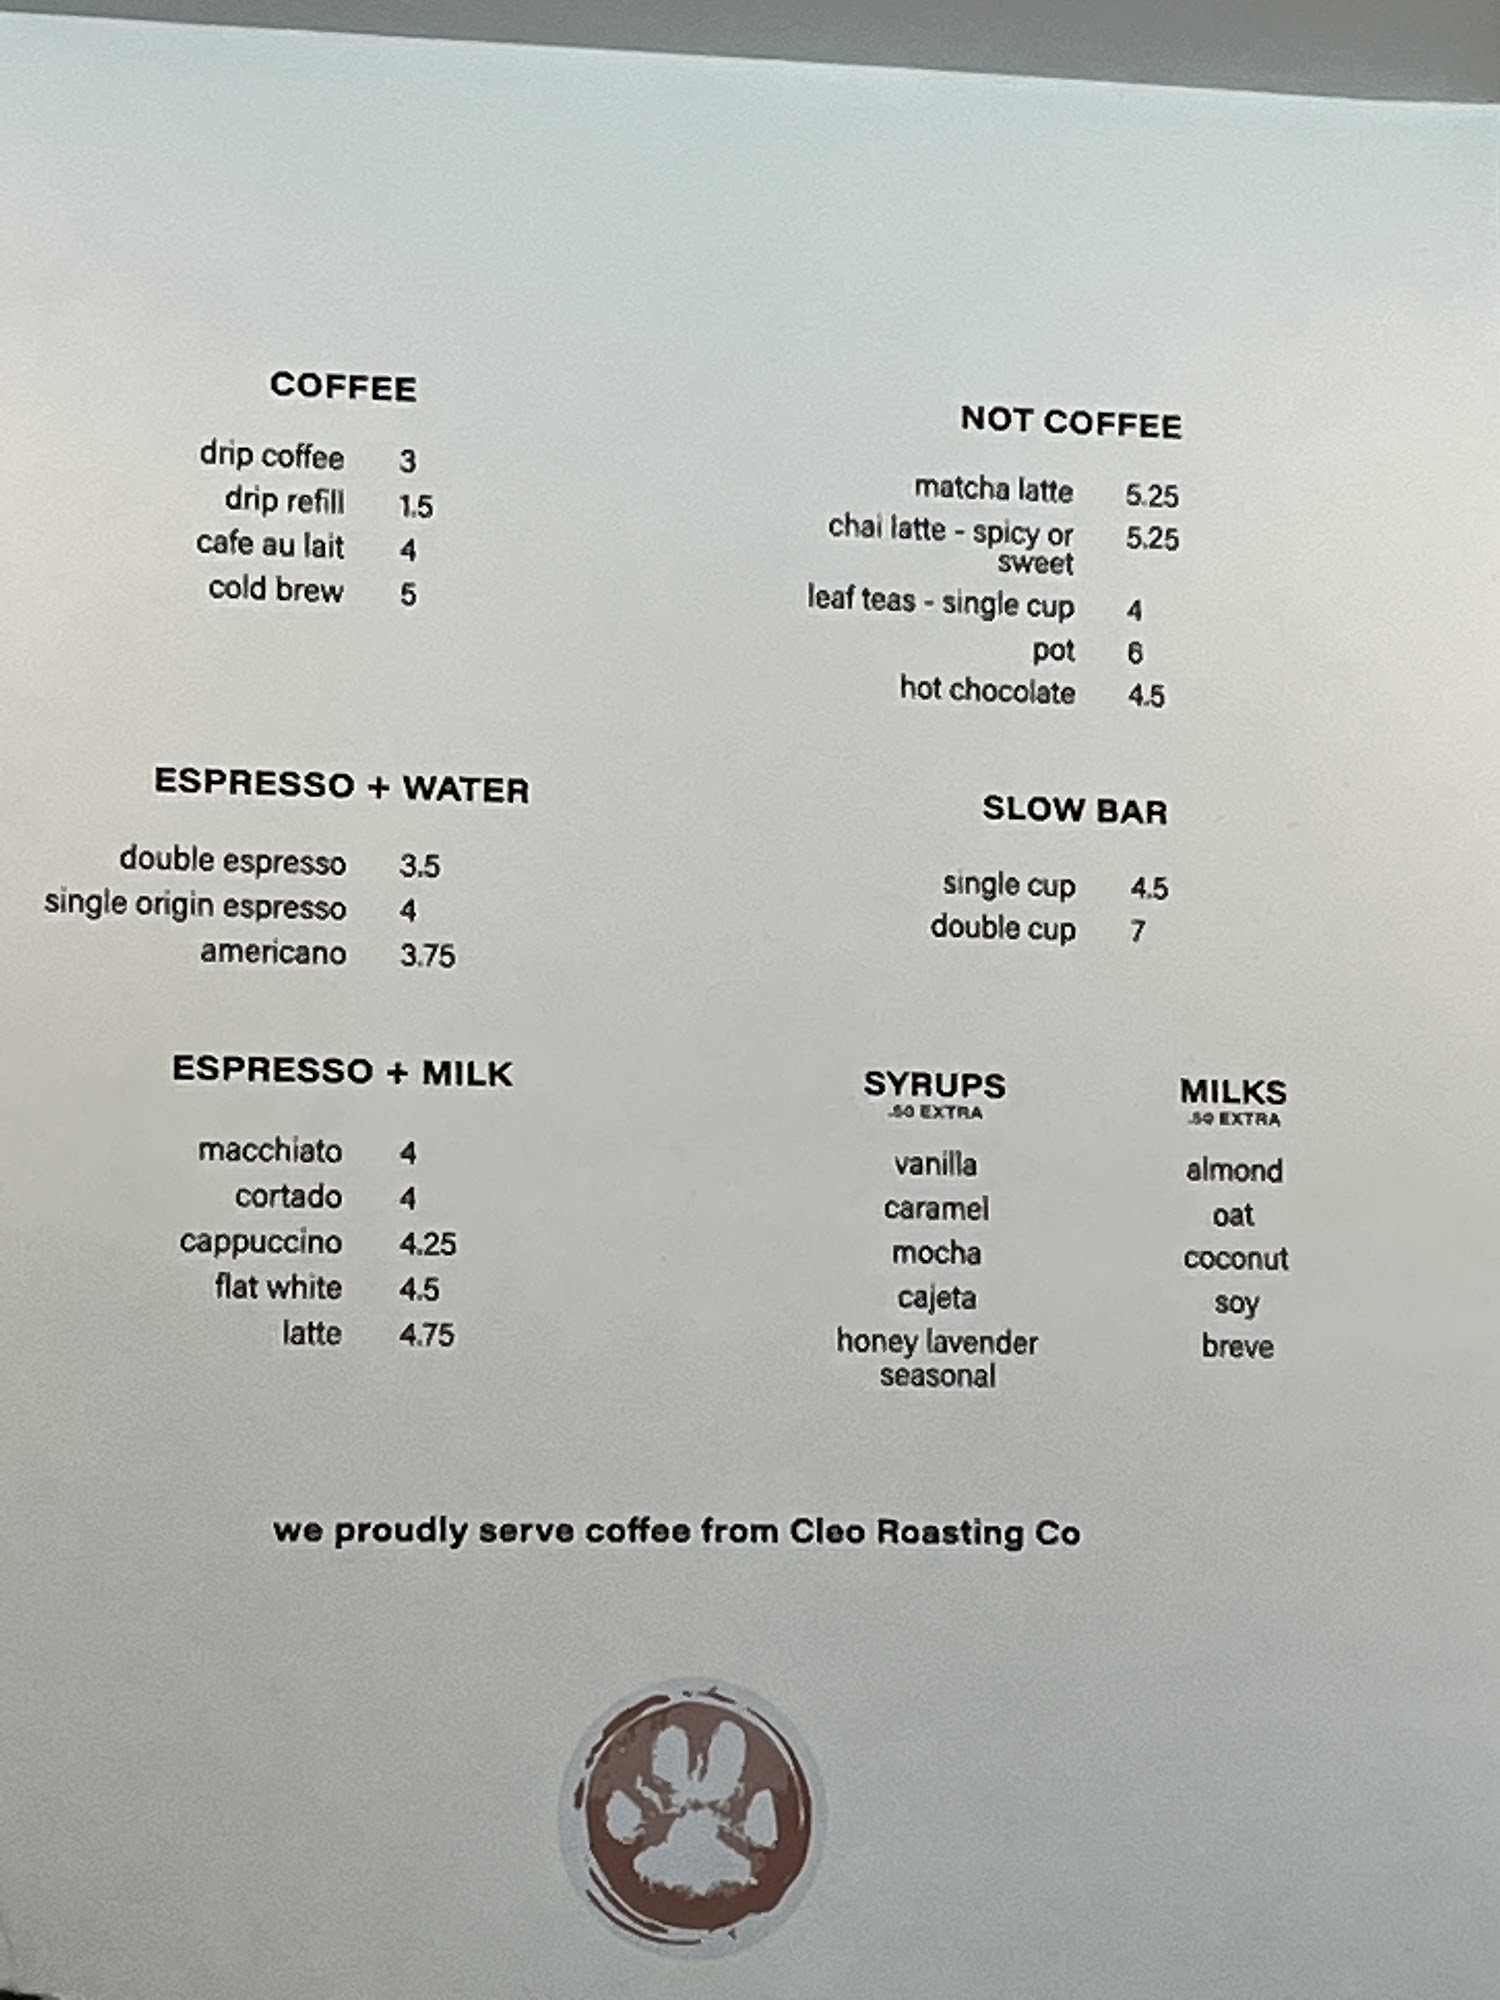 COFFEE
drip coffee 3
drip refill 1.5
cafe au lait 4
cold brew 5
ESPRESSO + WATER
double espresso 3.5
single origin espresso 4
americano 3.75
ESPRESSO + MILK
macchiato 4
cortado 4
cappuccino 4.25
flat white 4.5
latte 4.75
NOT COFFEE
matcha latte 5.25
chai latte - spicy or 5.25
sweet
leaf teas - single cup 4
pot 6
hot chocolate 4.5
SLOW BAR
single cup 4.5
double cup 7
SYRUPS
.50 EXTRA
vanilla
caramel
mocha
cajeta
honey lavender
seasonal
MILKS
.50 EXTRA
almond
oat
coconut
soy
breve
we proudly serve coffee from Cleo Roasting Co